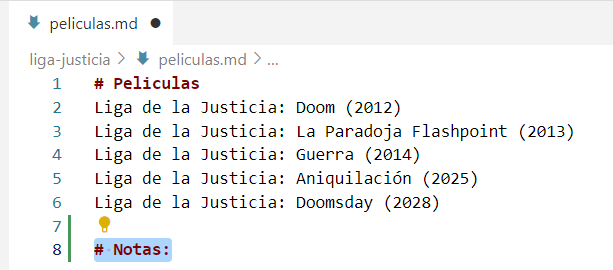 peliculas.md
liga-justicia > peliculas.md > ...
1 # Peliculas
2 Liga de la Justicia: Doom (2012)
3 Liga de la Justicia: La Paradoja Flashpoint (2013)
4 Liga de la Justicia: Guerra (2014)
5 Liga de la Justicia: Aniquilación (2025)
6 Liga de la Justicia: Doomsday (2028)
7
8 # Notas: